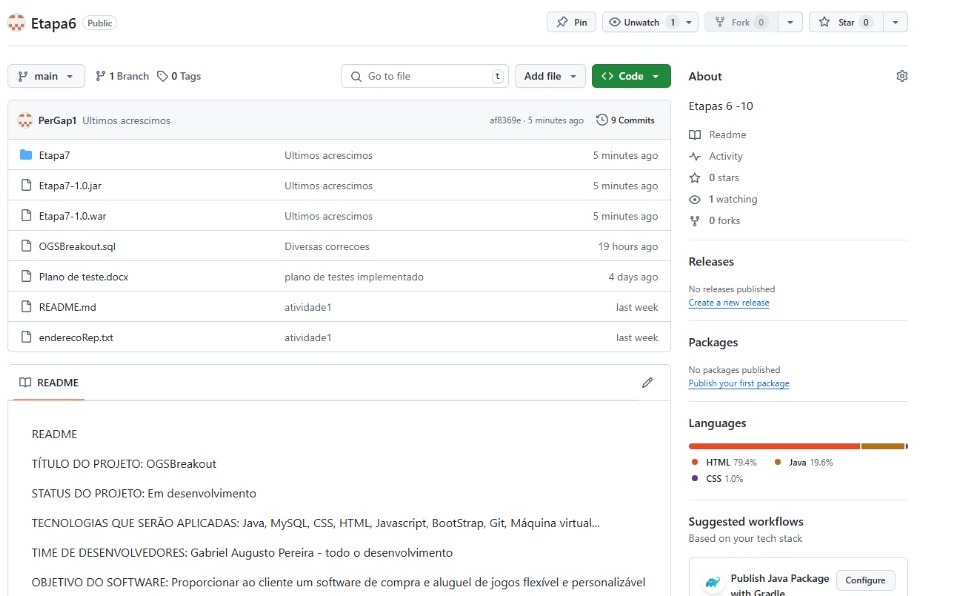 Etapa6 Public Pin Unwatch 1 Fork 0 Star 0
main 1 Branch 0 Tags Go to file t Add file Code
PerGap1 Ultimos acrescimos af8369e · 5 minutes ago 9 Commits
Etapa7 Ultimos acrescimos 5 minutes ago
Etapa7-1.0.jar Ultimos acrescimos 5 minutes ago
Etapa7-1.0.war Ultimos acrescimos 5 minutes ago
OGSBreakout.sql Diversas correcoes 19 hours ago
Plano de teste.docx plano de testes implementado 4 days ago
README.md atividade1 last week
enderecoRep.txt atividade1 last week
README
README
TÍTULO DO PROJETO: OGSBreakout
STATUS DO PROJETO: Em desenvolvimento
TECNOLOGIAS QUE SERÃO APLICADAS: Java, MySQL, CSS, HTML, Javascript, BootStrap, Git, Máquina virtual...
TIME DE DESENVOLVEDORES: Gabriel Augusto Pereira - todo o desenvolvimento
OBJETIVO DO SOFTWARE: Proporcionar ao cliente um software de compra e aluguel de jogos flexível e personalizável
About
Etapas 6 -10
Readme
Activity
0 stars
1 watching
0 forks
Releases
No releases published
Create a new release
Packages
No packages published
Publish your first package
Languages
HTML 79.4% Java 19.6%
CSS 1.0%
Suggested workflows
Based on your tech stack
Publish Java Package Configure
with Gradle